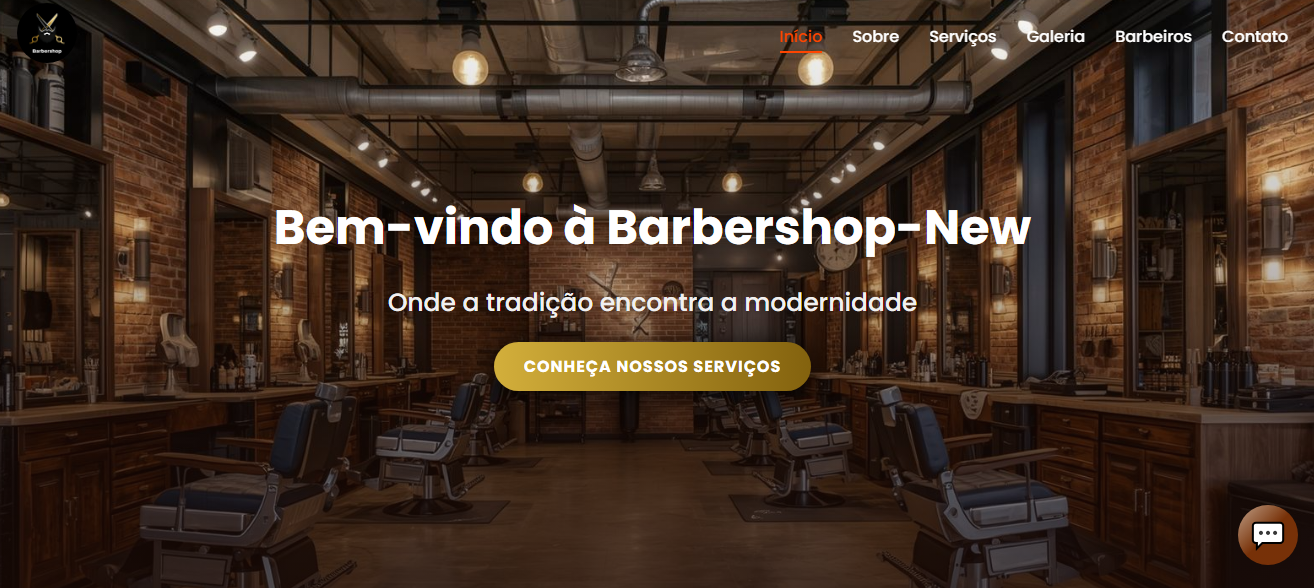 Barbershop
Início Sobre Serviços Galeria Barbeiros Contato
Bem-vindo à Barbershop-New
Onde a tradição encontra a modernidade
CONHEÇA NOSSOS SERVIÇOS